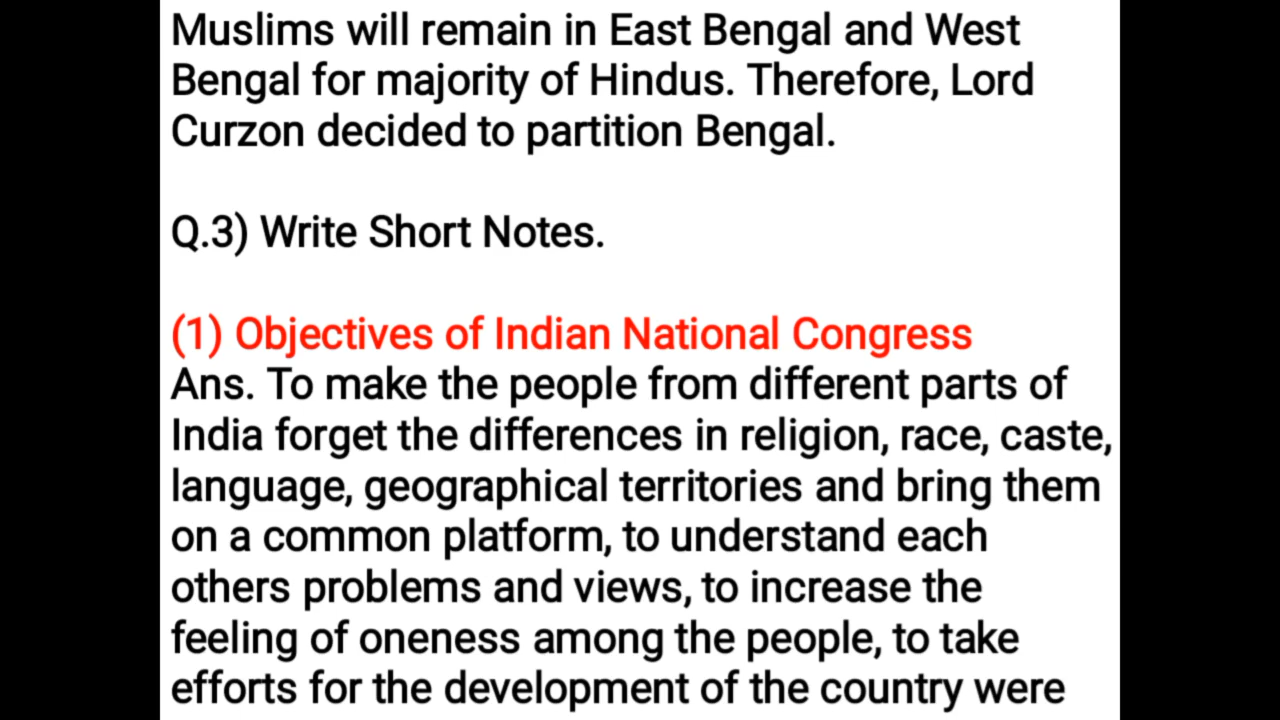 Muslims will remain in East Bengal and West
Bengal for majority of Hindus. Therefore, Lord
Curzon decided to partition Bengal.
Q.3) Write Short Notes.
(1) Objectives of Indian National Congress
Ans. To make the people from different parts of
India forget the differences in religion, race, caste,
language, geographical territories and bring them
on a common platform, to understand each
others problems and views, to increase the
feeling of oneness among the people, to take
efforts for the development of the country were